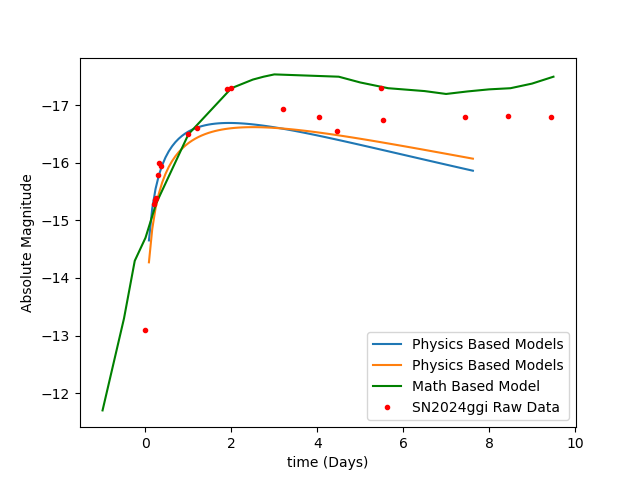 −17
−16
−15
−14
−13
−12
Absolute Magnitude
0 2 4 6 8 10
time (Days)
Physics Based Models
Physics Based Models
Math Based Model
SN2024ggi Raw Data